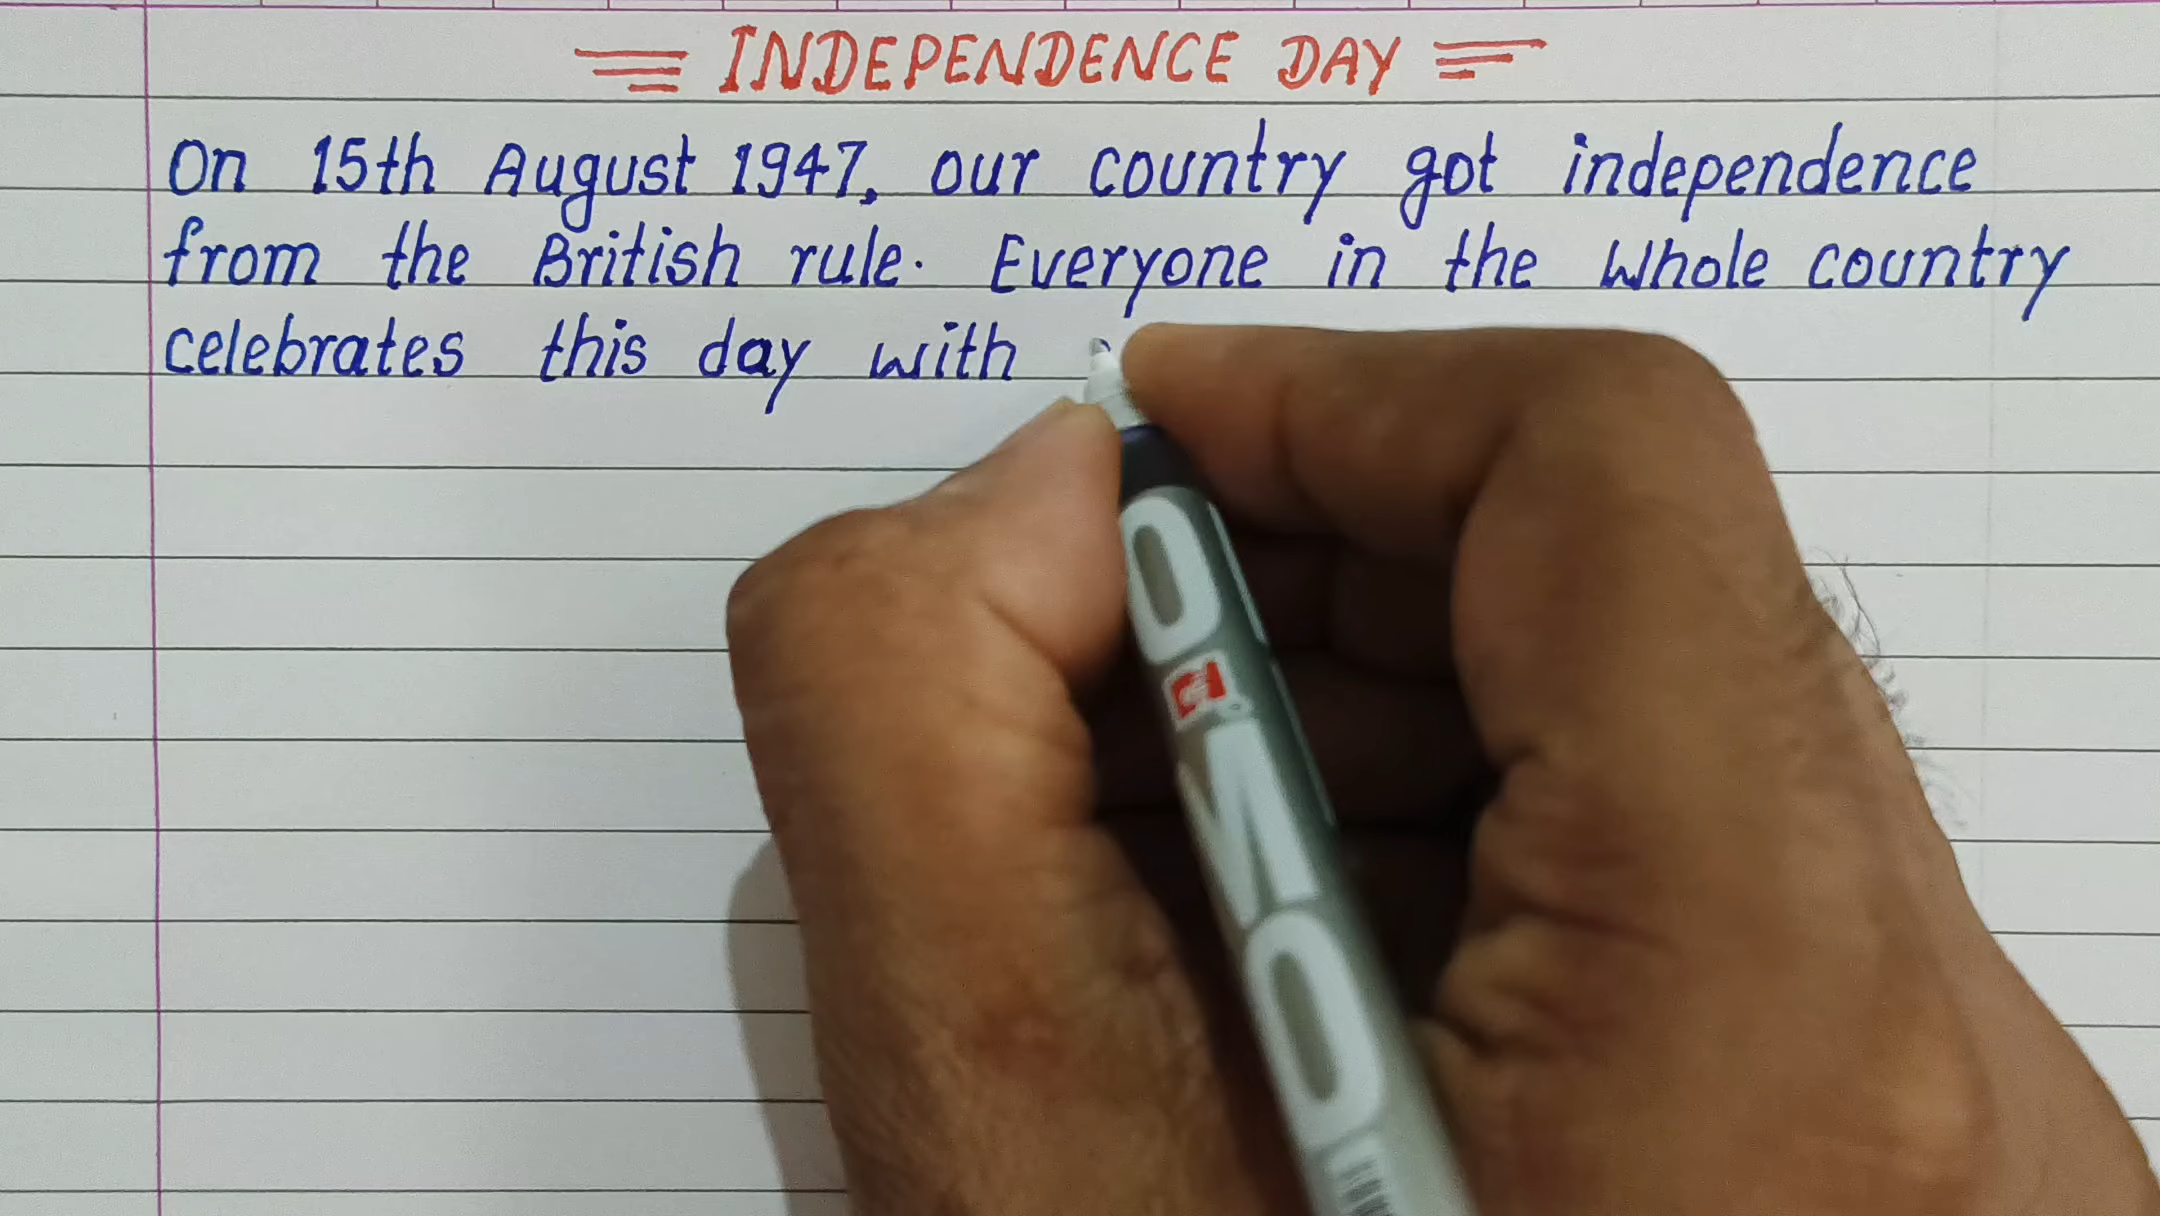 INDEPENDENCE DAY
On 15th August 1947, our country got independence
from the British rule. Everyone in the whole country
celebrates this day with